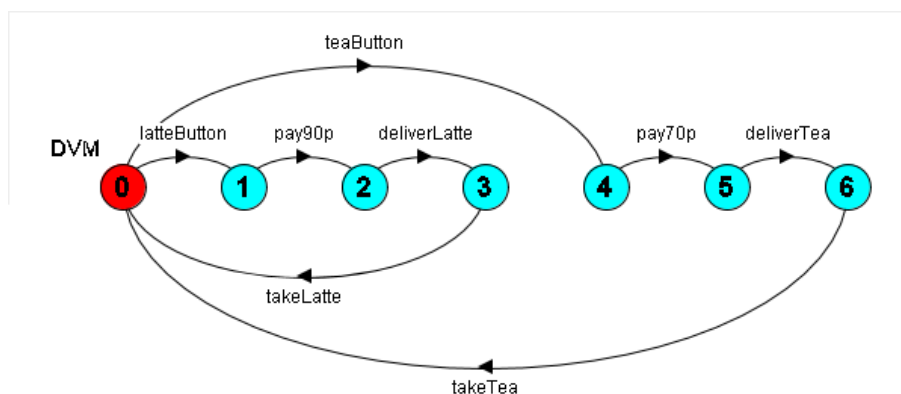 teaButton
latteButton pay90p deliverLatte pay70p deliverTea
DVM
0 1 2 3 4 5 6
takeLatte
takeTea